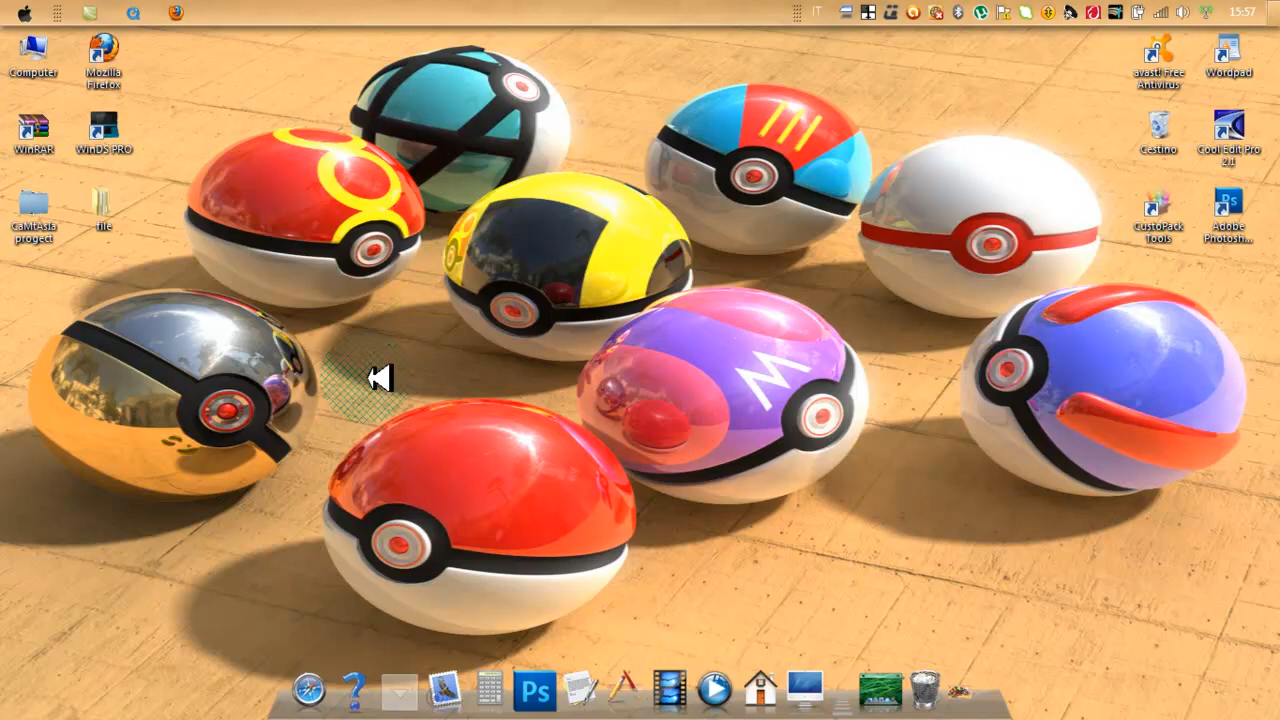 IT
15:57
Computer
Mozilla
Firefox
avast! Free
Antivirus
Wordpad
WinRAR
WinDS PRO
Cestino
Cool Edit Pro
2.1
CaMtAsia
progect
file
CustoPack
Tools
Ps
Adobe
Photosh...
M
Ps